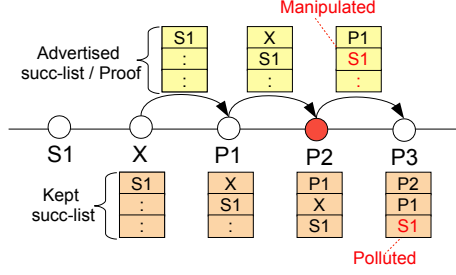 Manipulated
Advertised
succ-list / Proof
S1
:
:
X
S1
:
P1
S1
:
S1
X
P1
P2
P3
Kept
succ-list
S1
:
:
X
S1
:
P1
X
S1
P2
P1
S1
Polluted